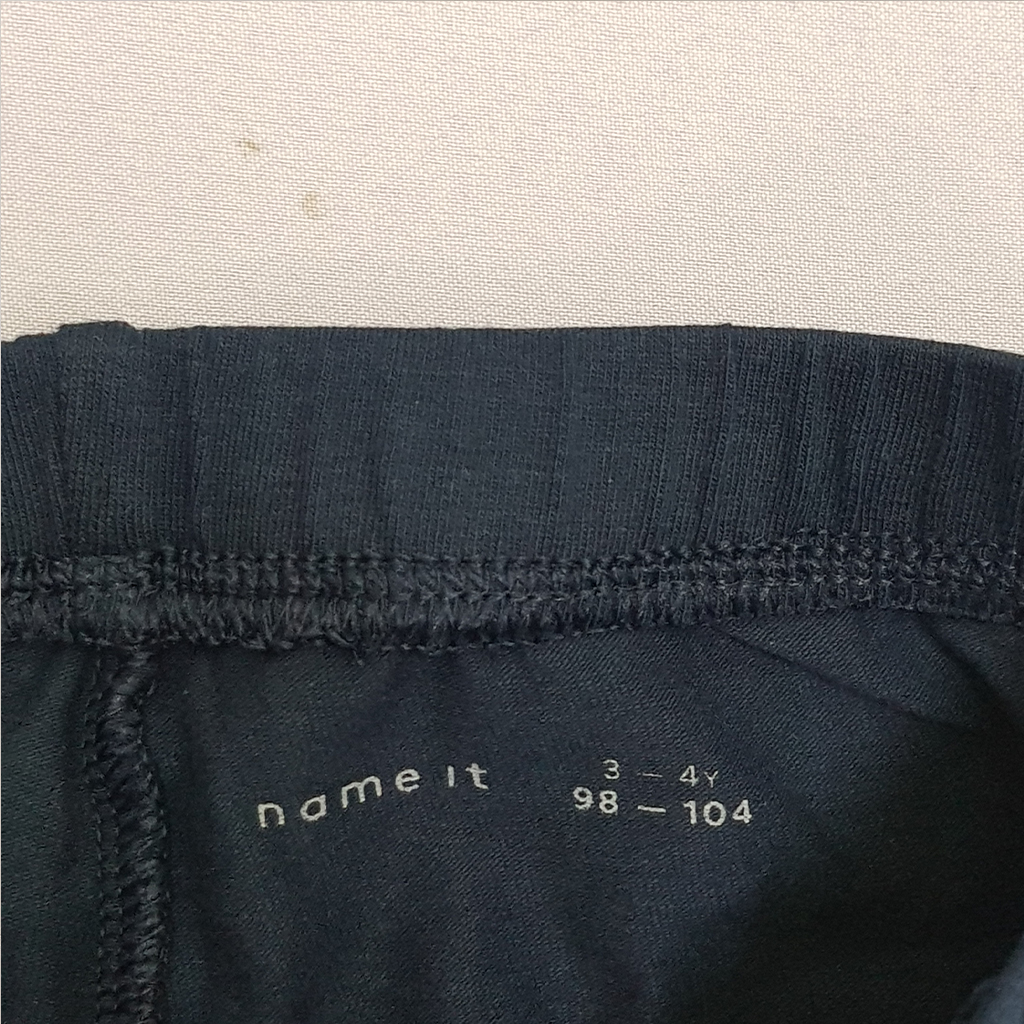 name it
3 – 4Y
98 – 104